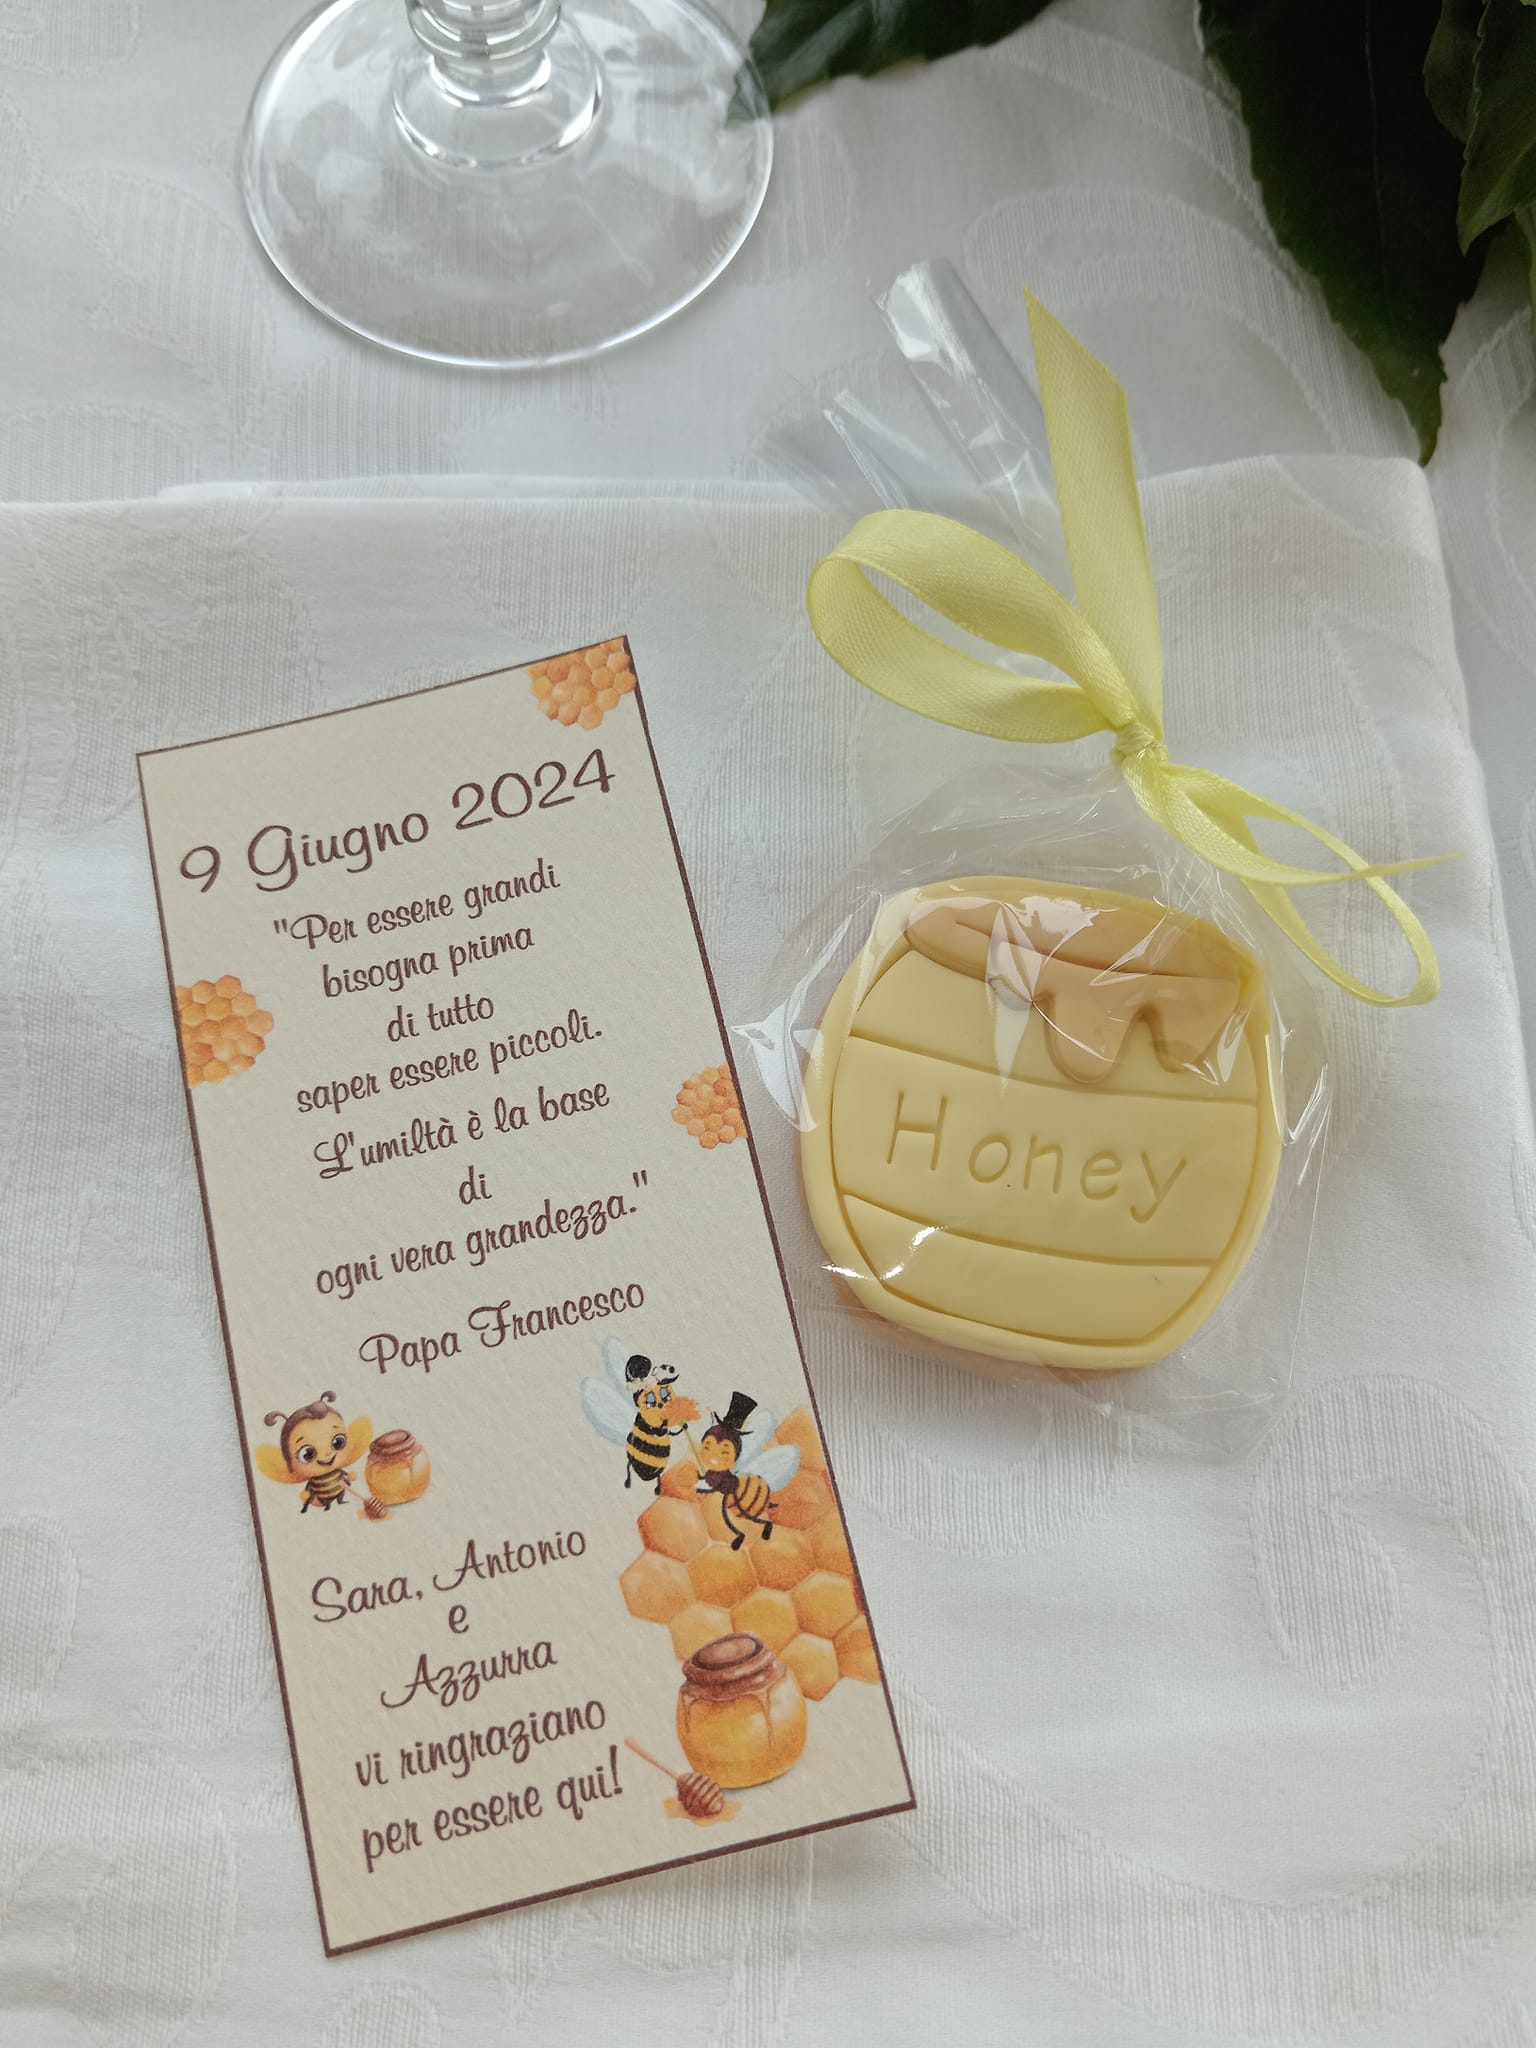 9 Giugno 2024
"Per essere grandi
bisogna prima
di tutto
saper essere piccoli.
L'umiltà è la base
di
ogni vera grandezza."
Papa Francesco
Sara, Antonio
e
Azzurra
vi ringraziano
per essere qui!
Honey